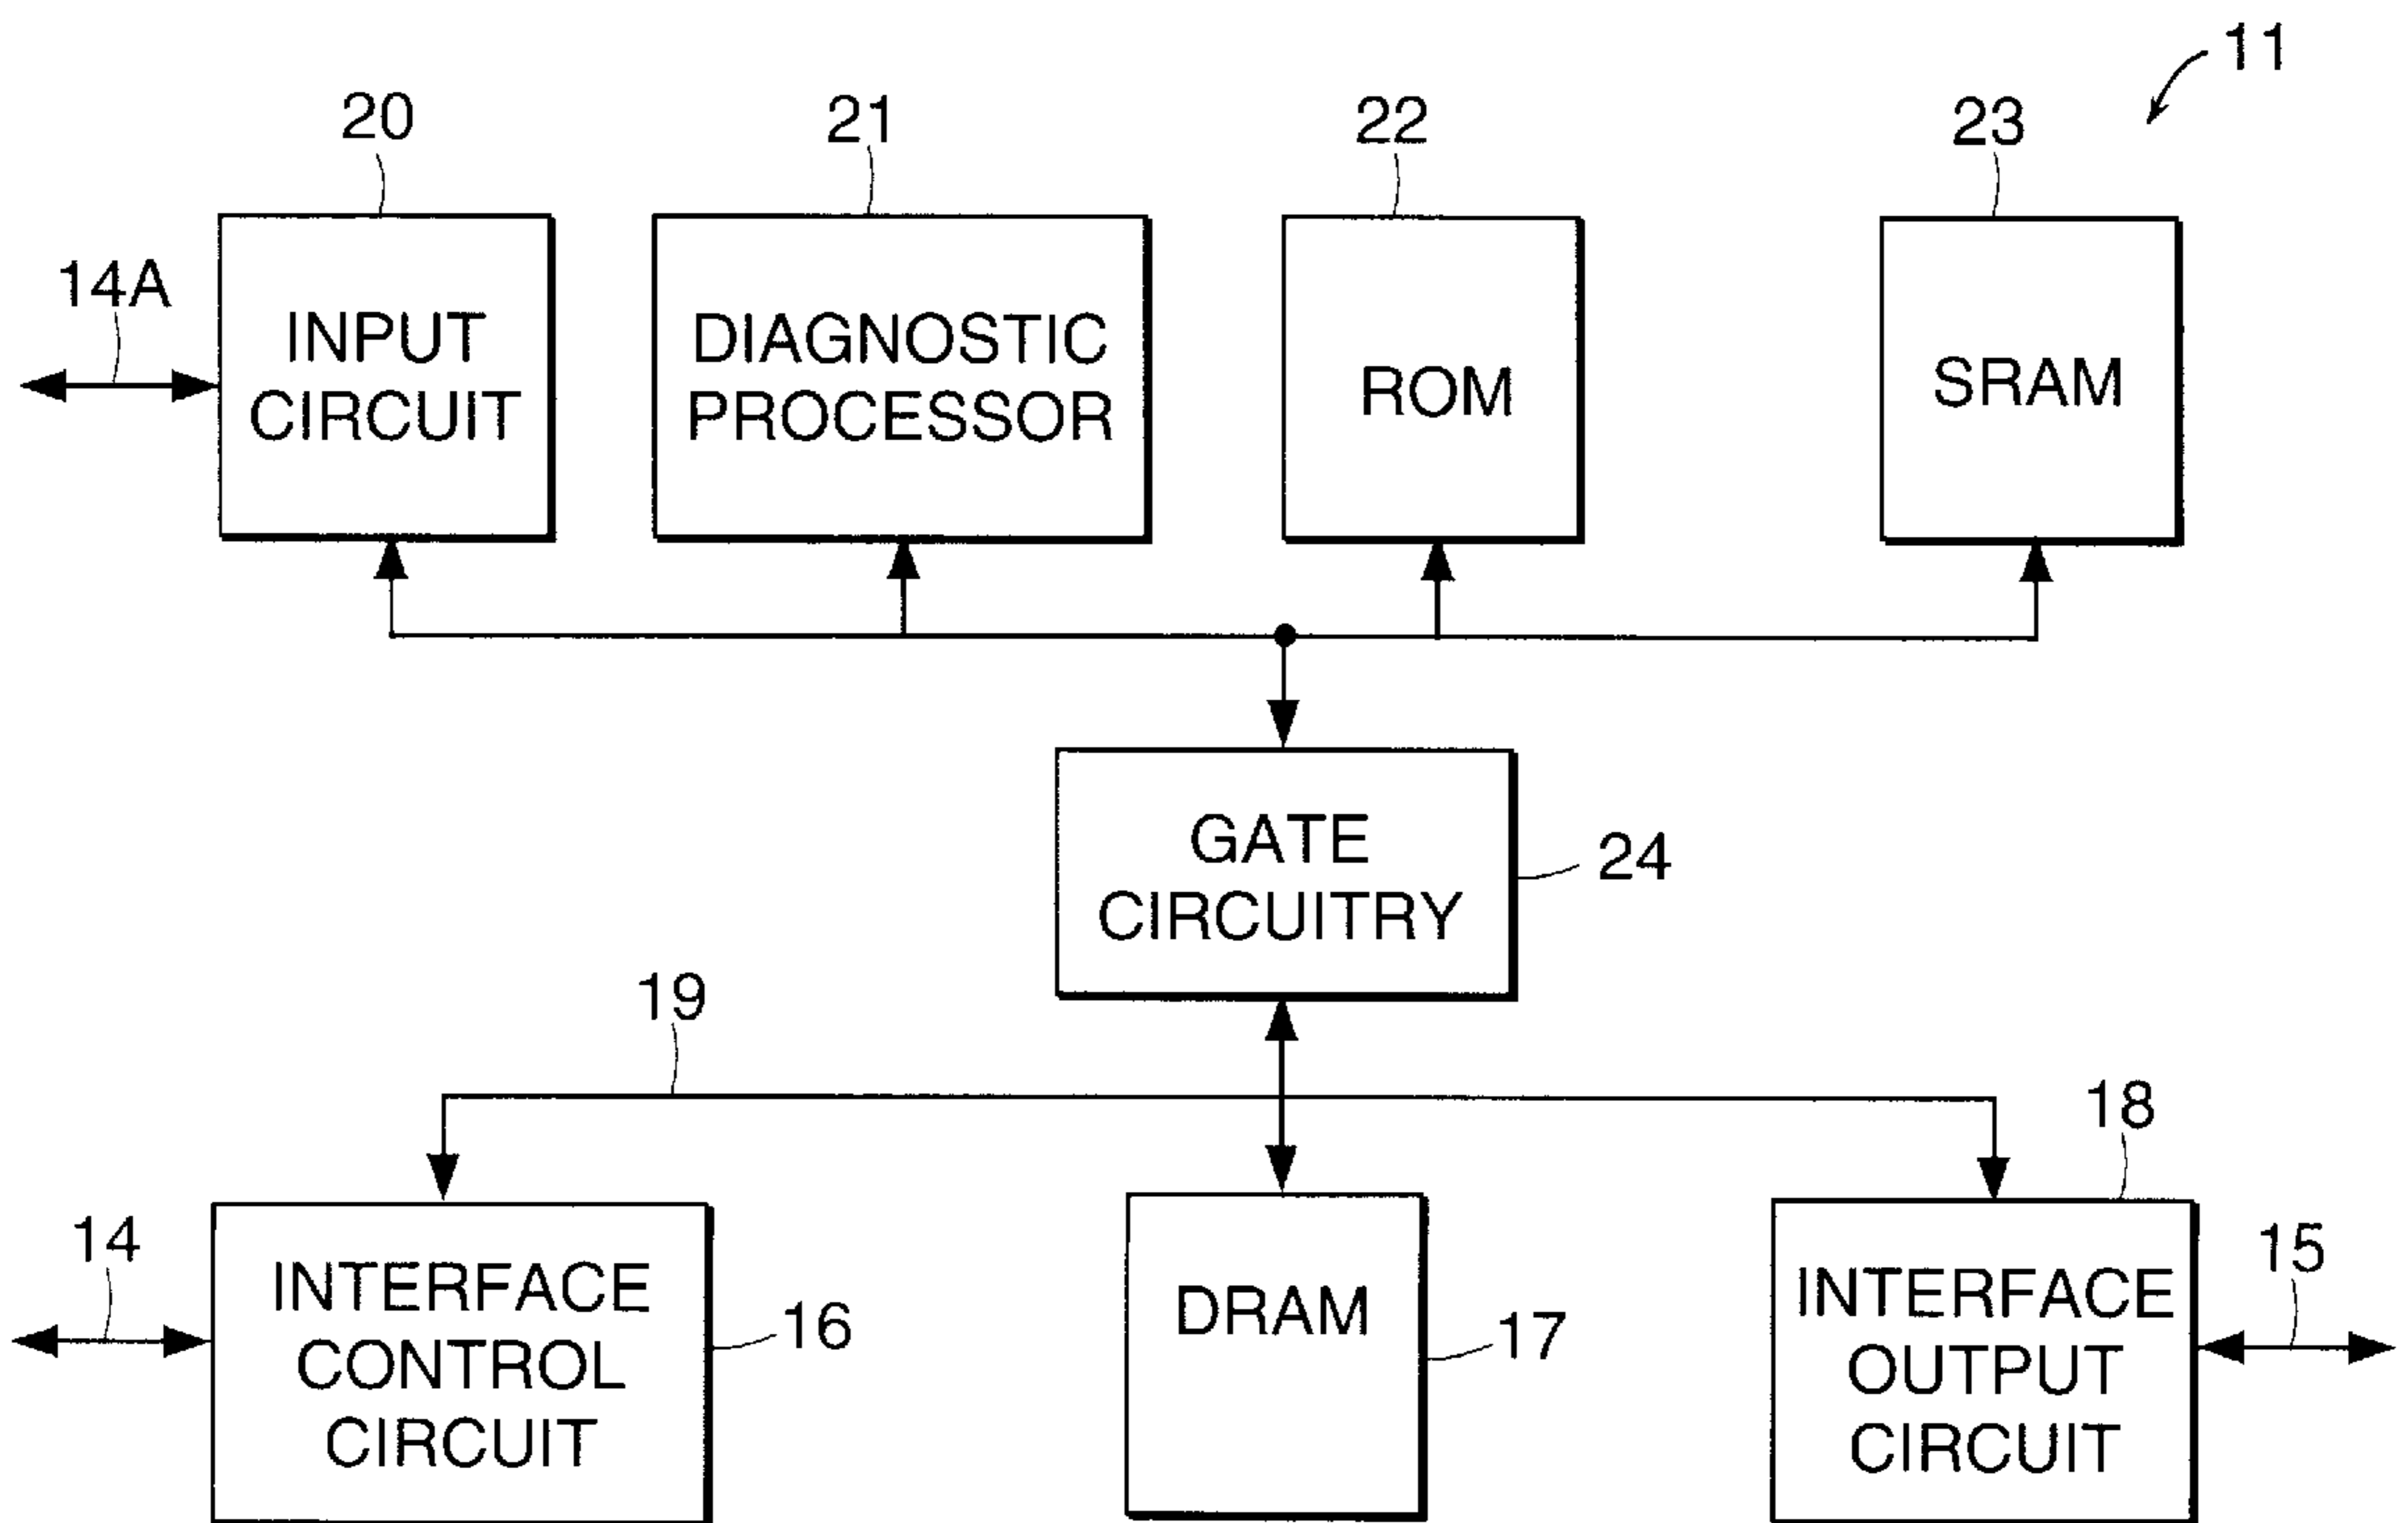 11
20
21
22
23
14A
INPUT
CIRCUIT
DIAGNOSTIC
PROCESSOR
ROM
SRAM
GATE
CIRCUITRY
24
19
18
14
INTERFACE
CONTROL
CIRCUIT
16
DRAM
17
INTERFACE
OUTPUT
CIRCUIT
15